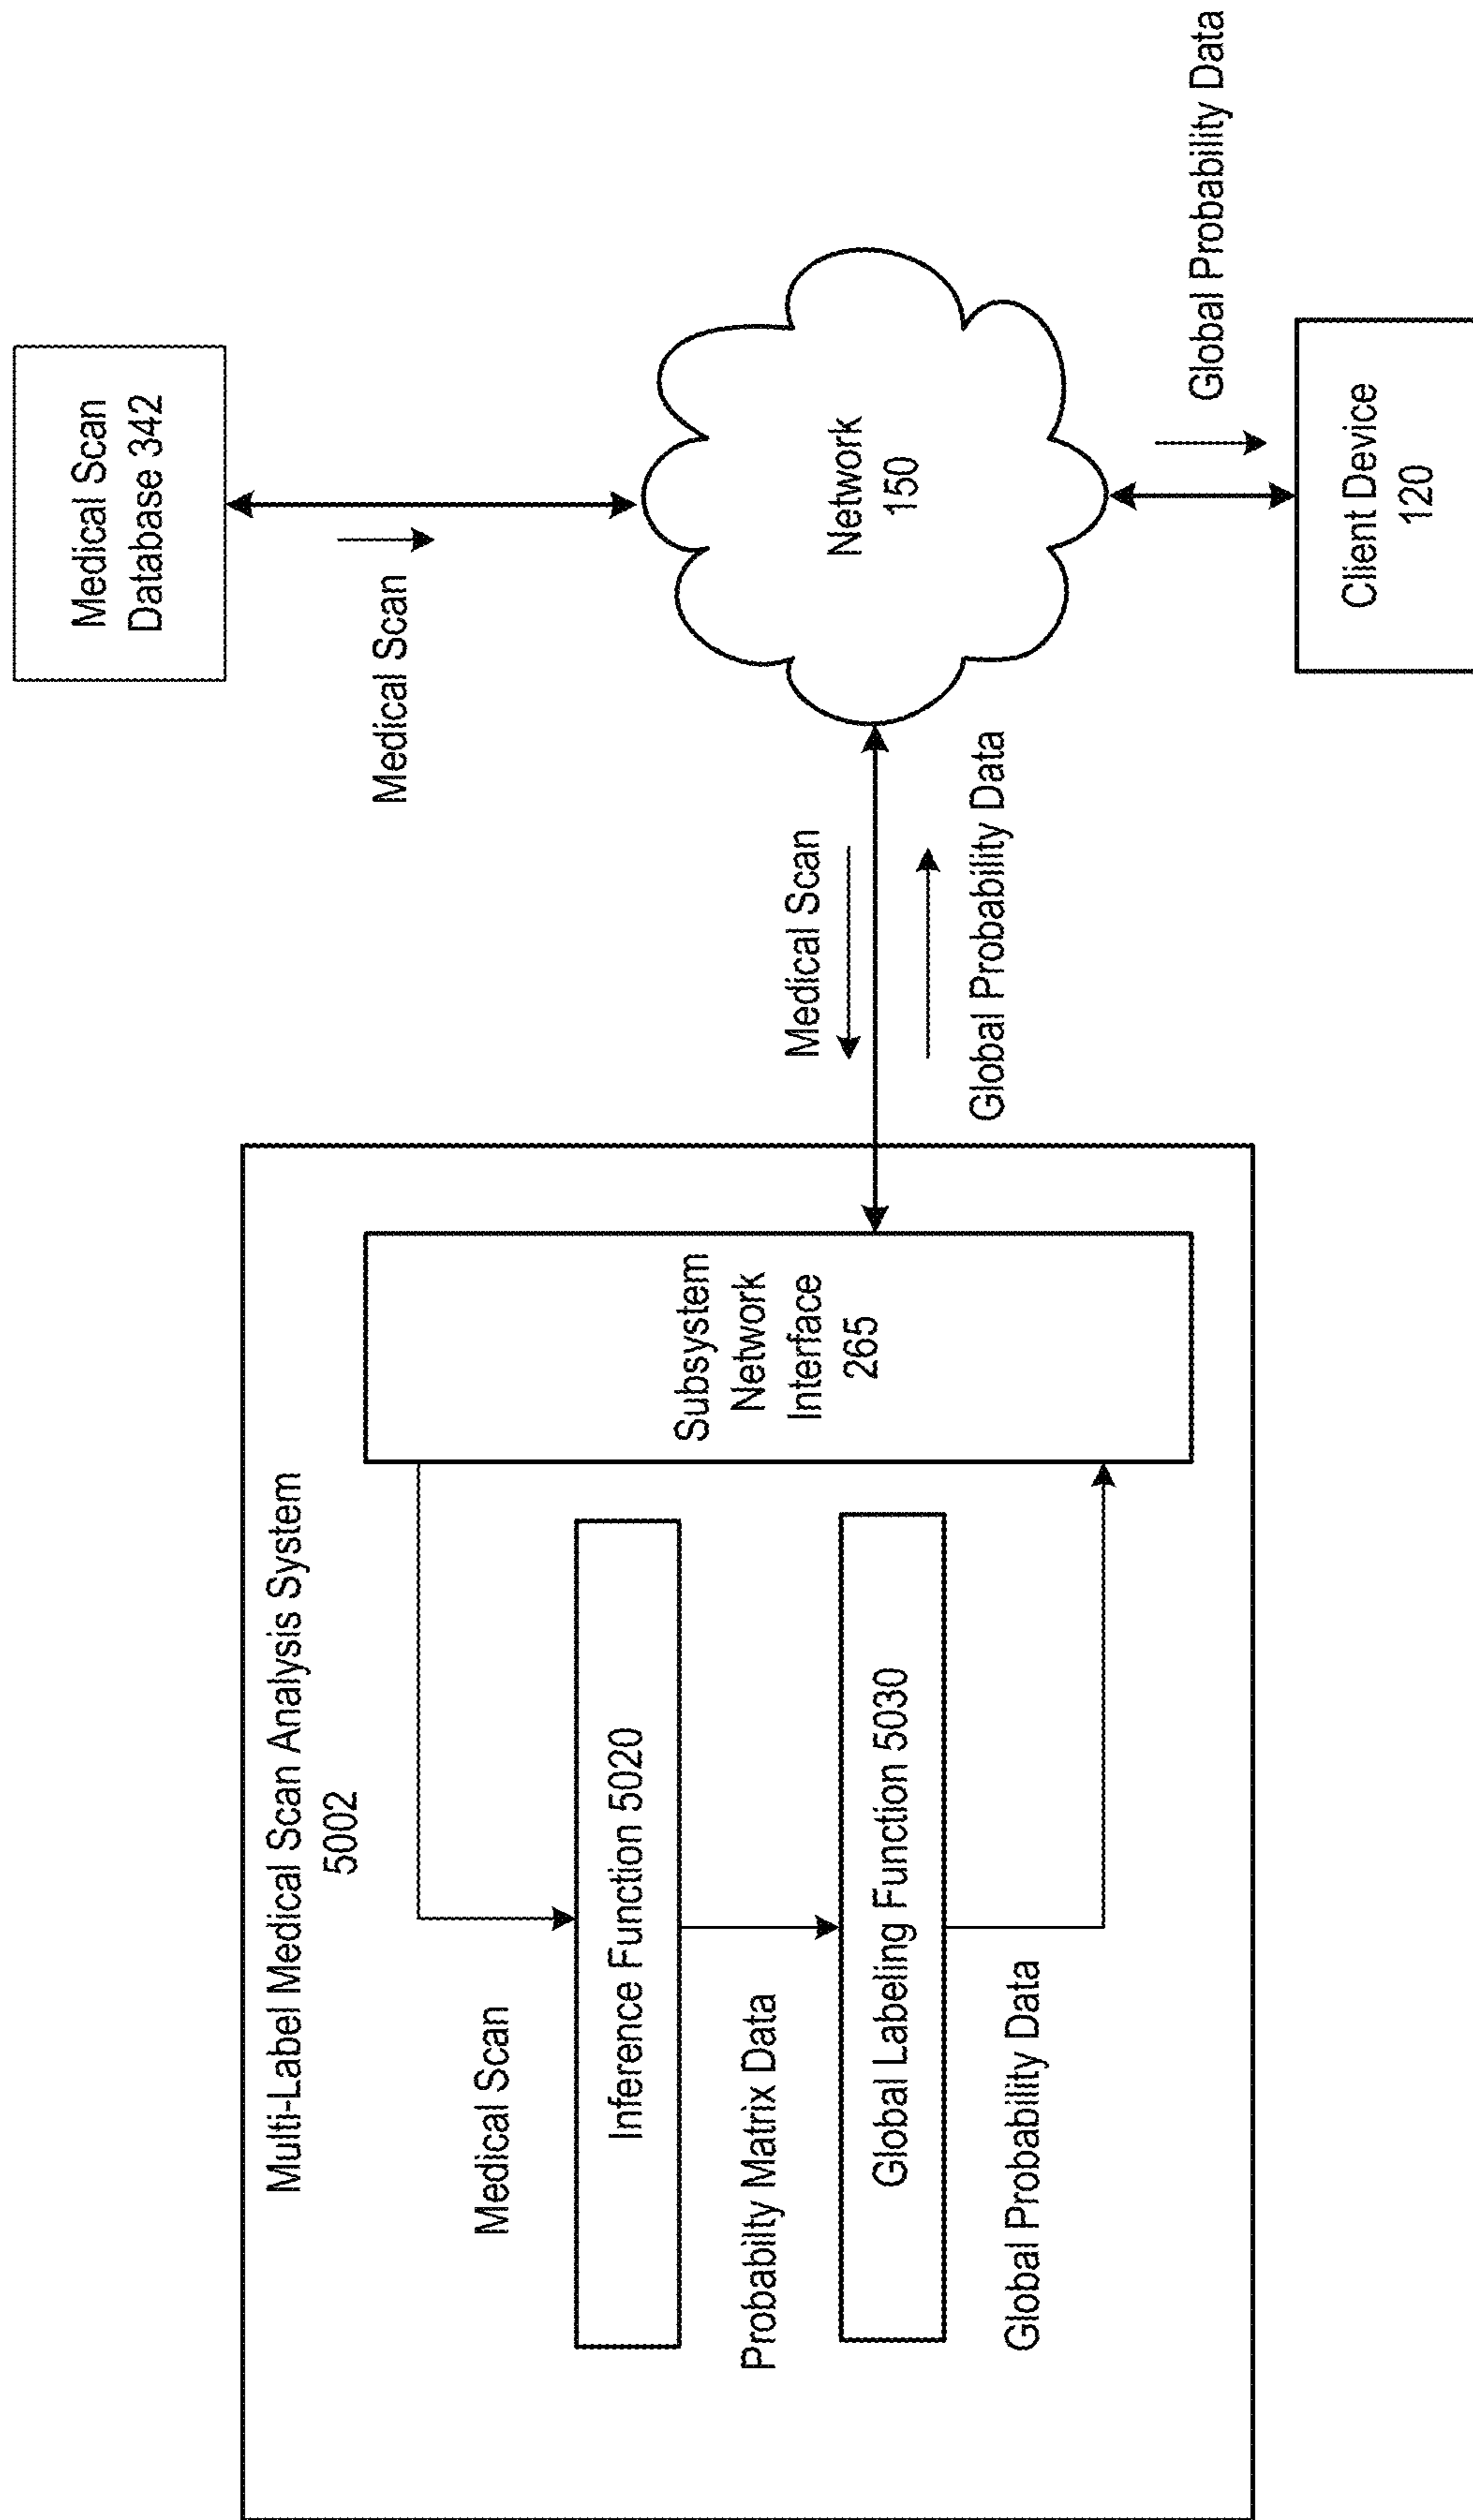 Multi-Label Medical Scan Analysis System
5002
Medical Scan
Inference Function 5020
Probabilty Matrix Data
Global Labeling Function 5030
Global Probability Data
Subsystem
Network
Interface
265
Medical Scan
Global Probability Data
Medical Scan
Database 342
Medical Scan
Network
150
Global Probability Data
Client Device
120